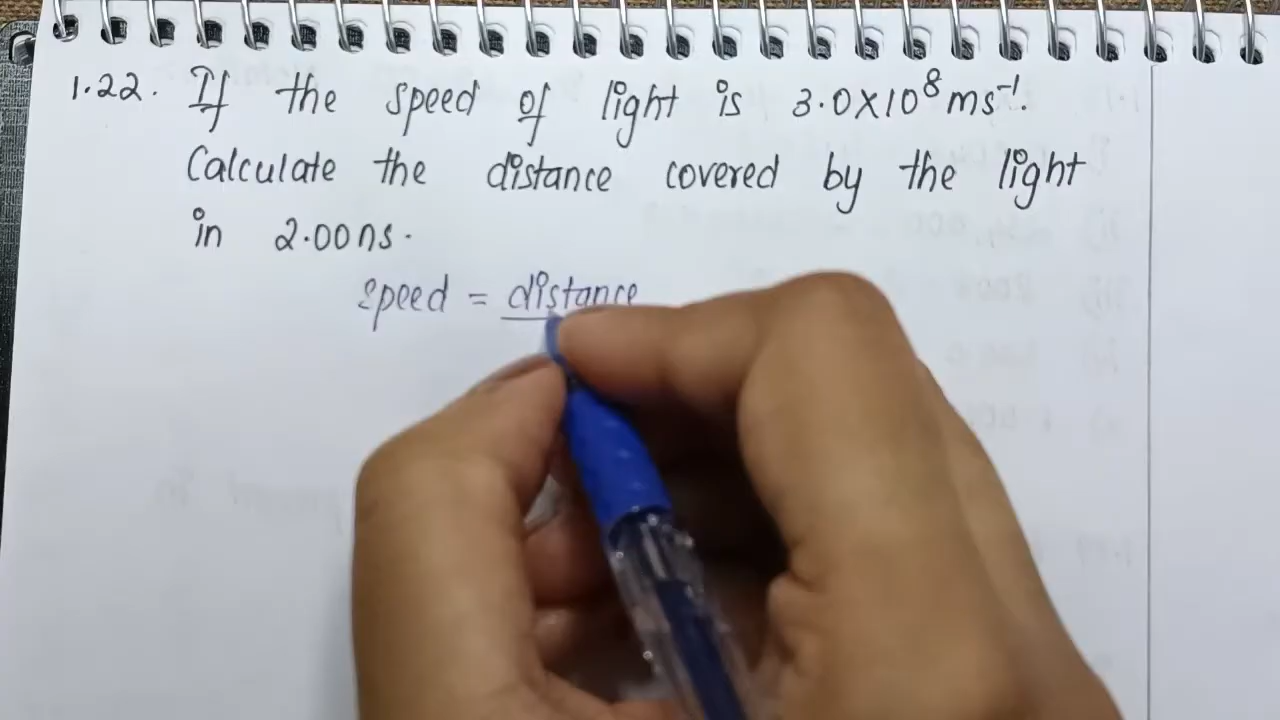 1.22. If the speed of light is 3.0×10⁸ ms⁻¹.
Calculate the distance covered by the light
in 2.00ns.
speed = distance